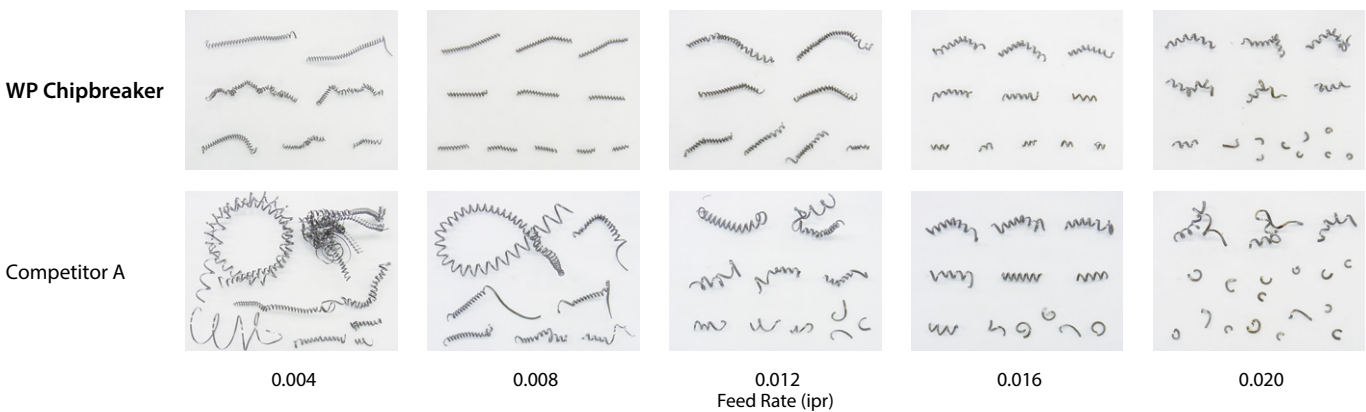 WP Chipbreaker
Competitor A
0.004
0.008
0.012
0.016
0.020
Feed Rate (ipr)